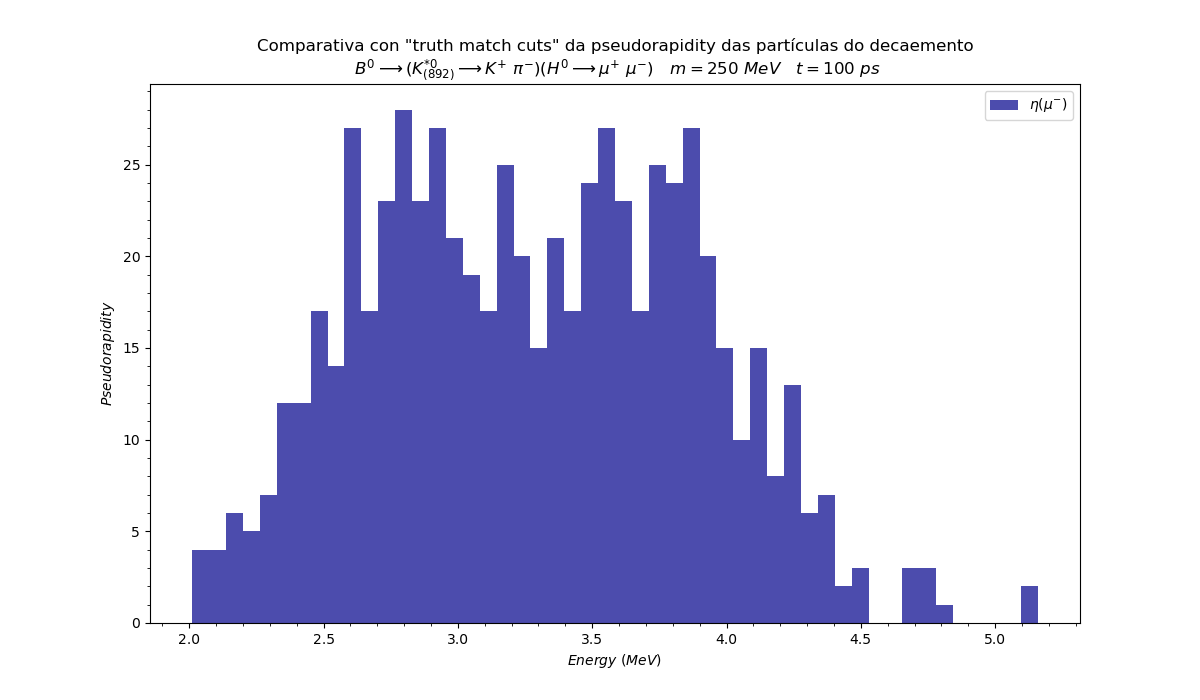 Comparativa con "truth match cuts" da pseudorapidity das partículas do decaemento
B⁰ ⟶ (K*⁰₍₈₉₂₎ ⟶ K⁺ π⁻)(H⁰ ⟶ μ⁺ μ⁻) m = 250 MeV t = 100 ps
η(μ⁻)
25
20
15
10
5
0
Pseudorapidity
2.0 2.5 3.0 3.5 4.0 4.5 5.0
Energy (MeV)